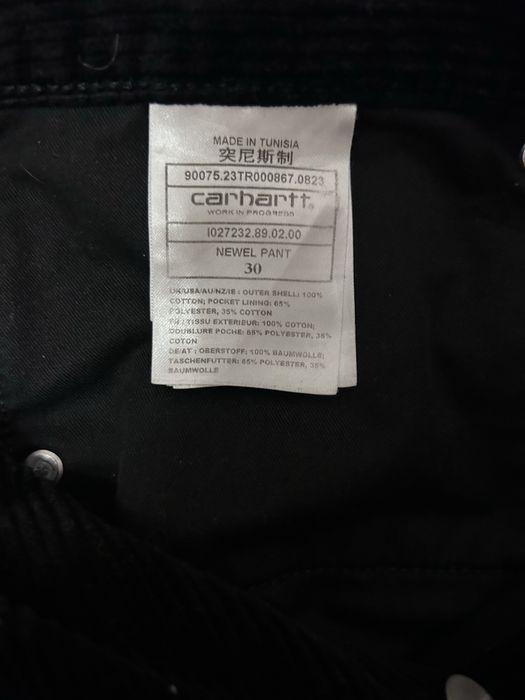 MADE IN TUNISIA
突尼斯制
90075.23TR000867.0823
carhartt®
WORK IN PROGRESS
I027232.89.02.00
NEWEL PANT
30
UK/USA/AU/NZ/IE : OUTER SHELL: 100%
COTTON; POCKET LINING: 65%
POLYESTER, 35% COTTON
FR : TISSU EXTERIEUR: 100% COTON;
DOUBLURE POCHE: 65% POLYESTER, 35%
COTON
DE/AT : OBERSTOFF: 100% BAUMWOLLE;
TASCHENFUTTER: 65% POLYESTER, 35%
BAUMWOLLE